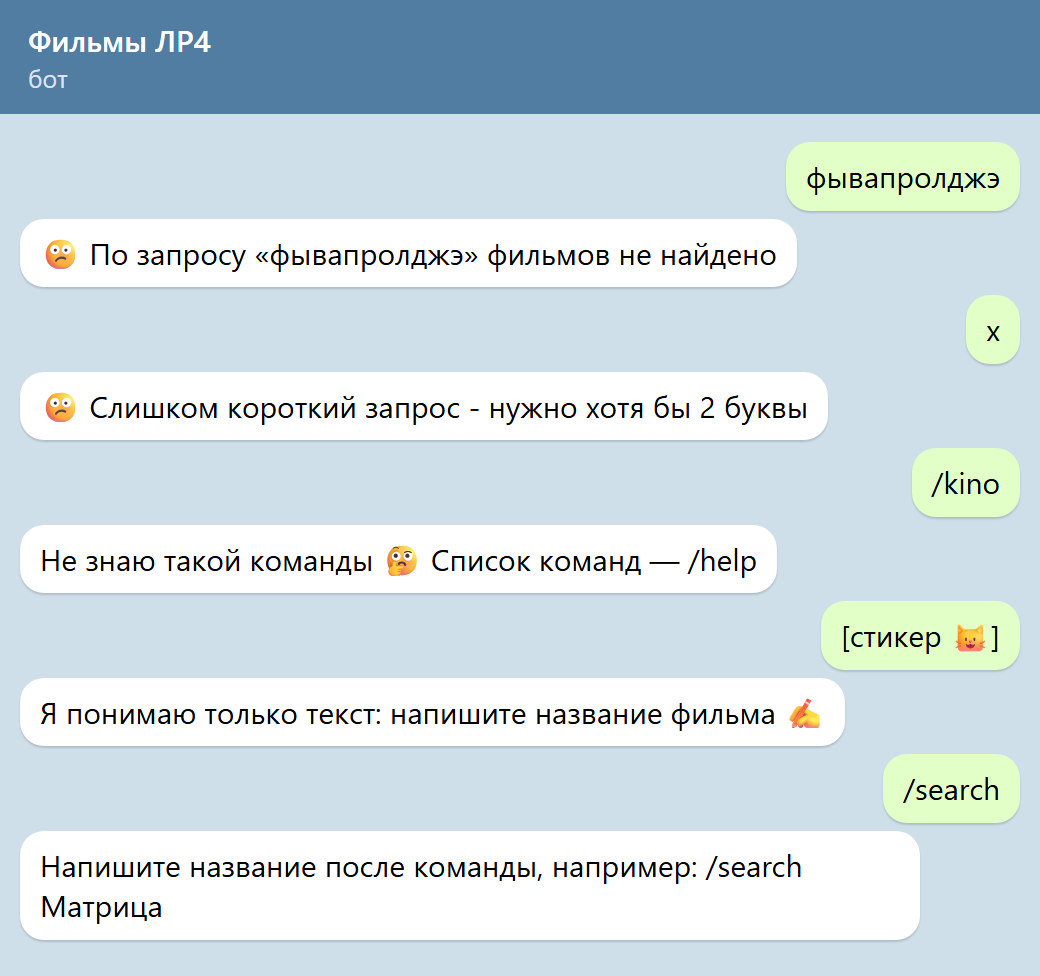 Фильмы ЛР4
бот
фывапролджэ
😕 По запросу «фывапролджэ» фильмов не найдено
x
😕 Слишком короткий запрос - нужно хотя бы 2 буквы
/kino
Не знаю такой команды 🤔 Список команд — /help
[стикер 😺]
Я понимаю только текст: напишите название фильма ✍️
/search
Напишите название после команды, например: /search
Матрица